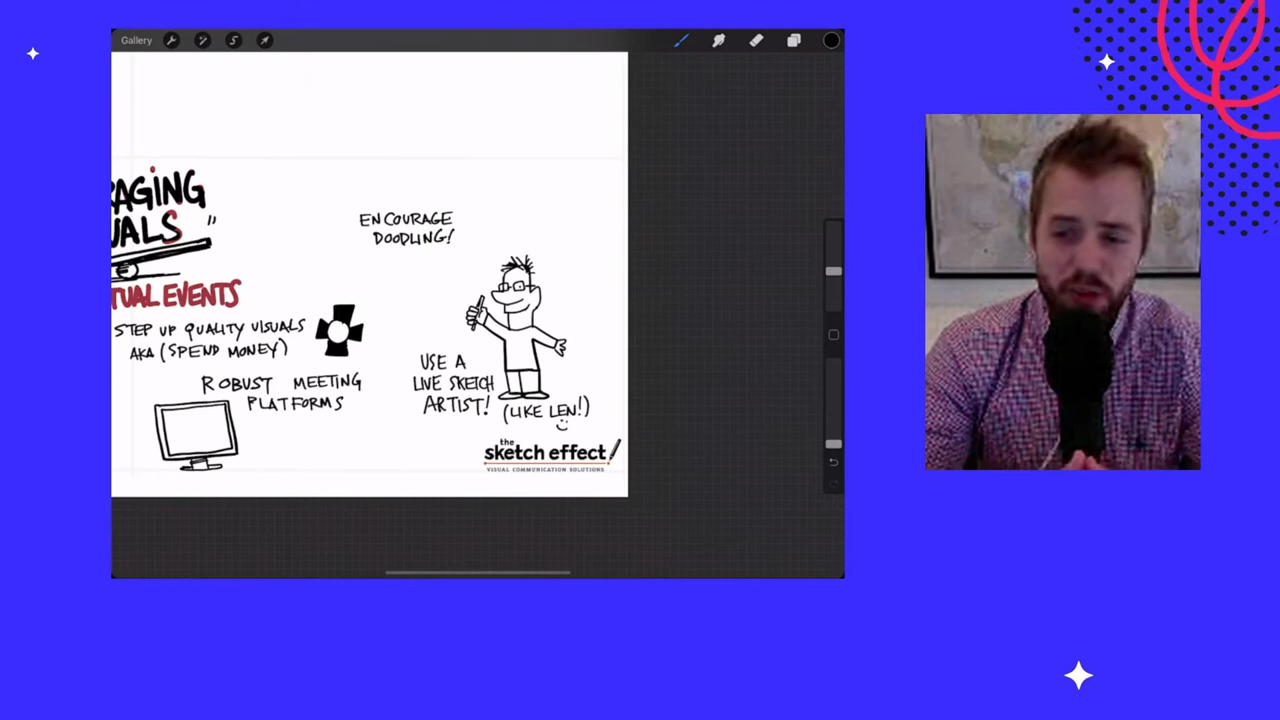 Gallery
RAGING
UALS"
TUAL EVENTS
STEP UP QUALITY VISUALS
AKA (SPEND MONEY)
ROBUST MEETING
PLATFORMS
ENCOURAGE
DOODLING!
USE A
LIVE SKETCH
ARTIST! (LIKE LEN!)
the
sketch effect
VISUAL COMMUNICATION SOLUTIONS